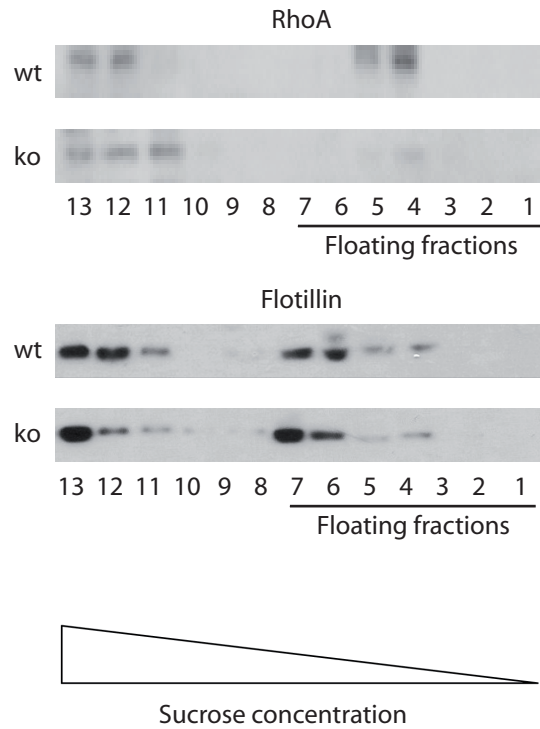 RhoA
wt
ko
13 12 11 10 9 8 7 6 5 4 3 2 1
Floating fractions
Flotillin
wt
ko
13 12 11 10 9 8 7 6 5 4 3 2 1
Floating fractions
Sucrose concentration